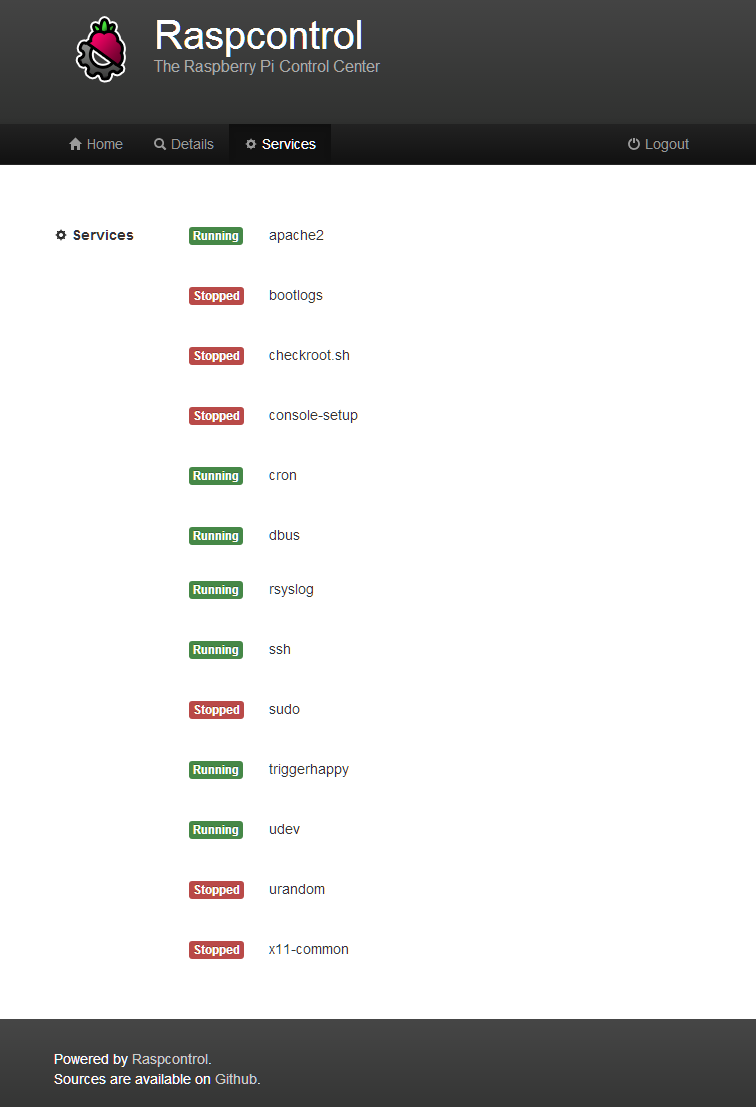 Raspcontrol
The Raspberry Pi Control Center
Home Details Services Logout
Services Running apache2
Stopped bootlogs
Stopped checkroot.sh
Stopped console-setup
Running cron
Running dbus
Running rsyslog
Running ssh
Stopped sudo
Running triggerhappy
Running udev
Stopped urandom
Stopped x11-common
Powered by Raspcontrol.
Sources are available on Github.